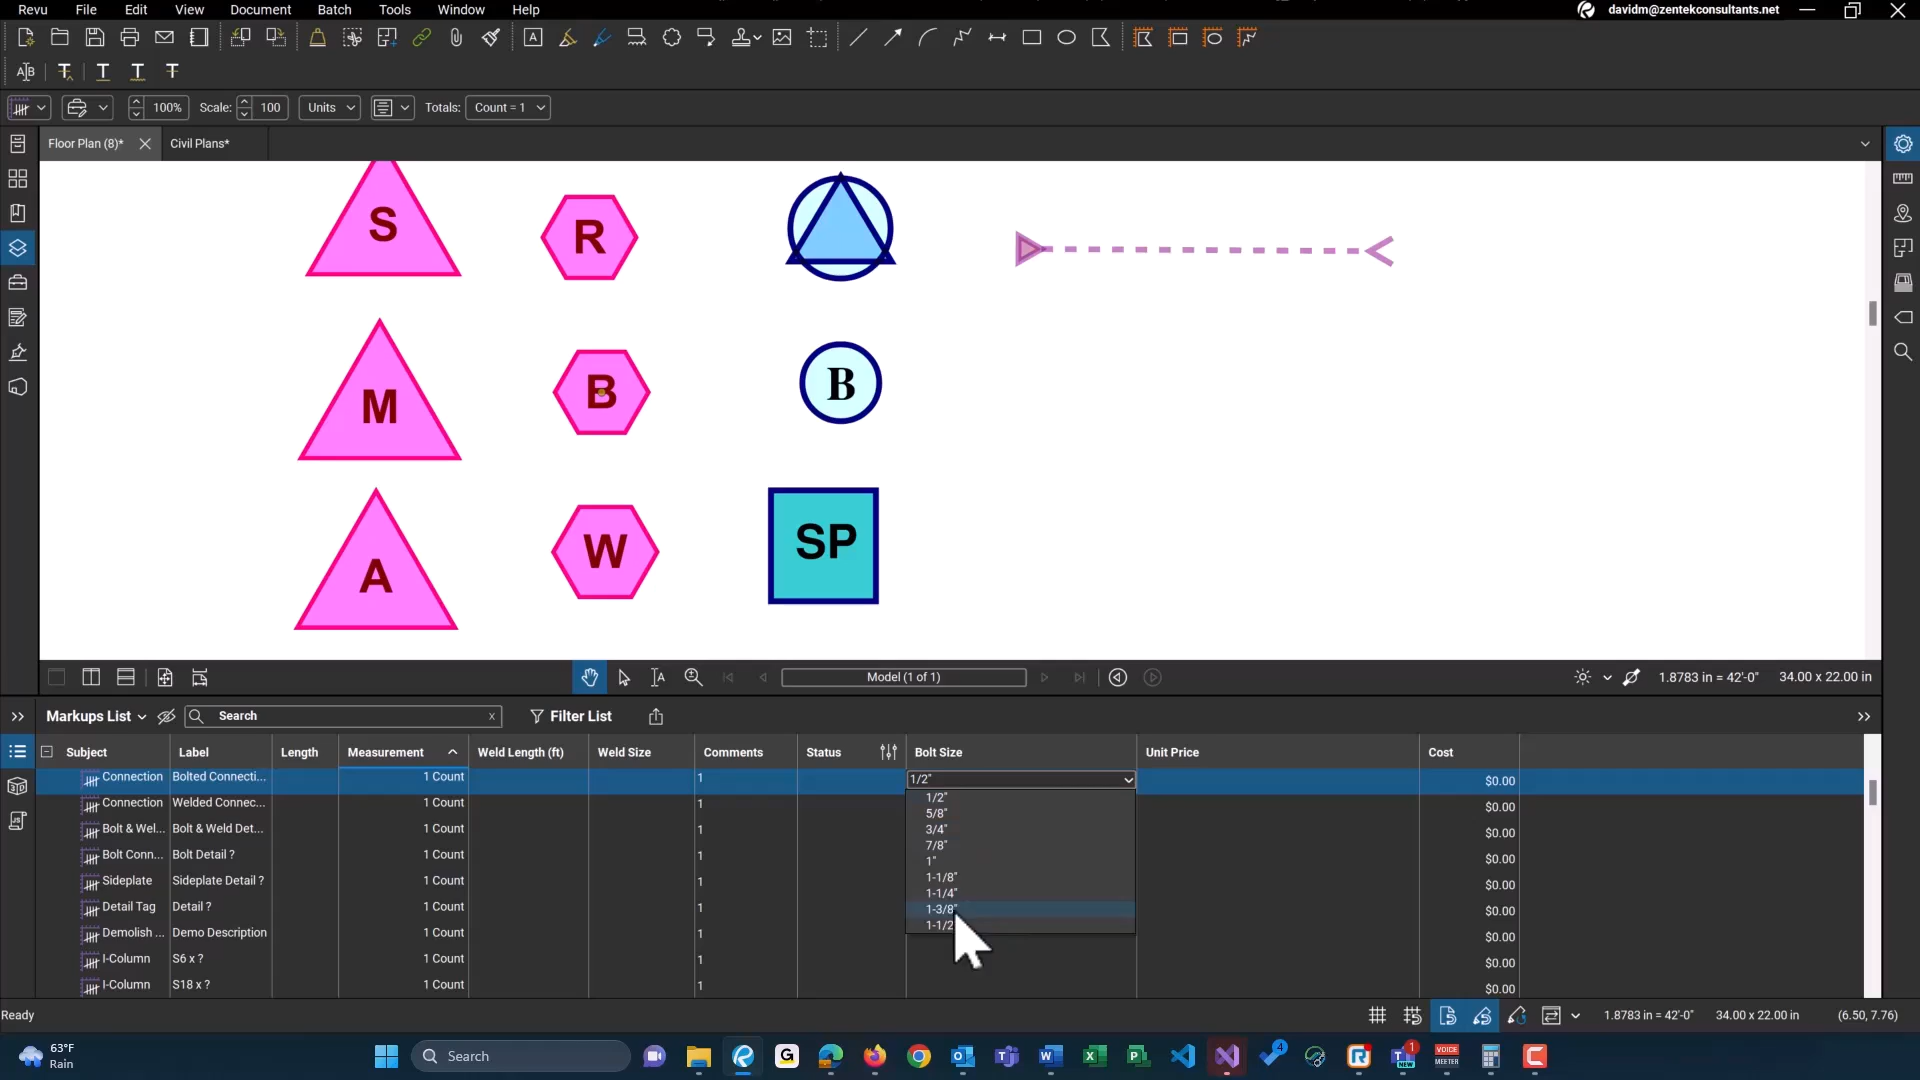 Revu File Edit View Document Batch Tools Window Help davidm@zentekconsultants.net
100% Scale: 100 Units Totals: Count = 1
Floor Plan (8)* Civil Plans*
S R
M B B
A W SP
Model (1 of 1) 1.8783 in = 42'-0" 34.00 x 22.00 in
Markups List Search x Filter List
Subject Label Length Measurement Weld Length (ft) Weld Size Comments Status Bolt Size Unit Price Cost
Connection Bolted Connecti... 1 Count 1 1/2" $0.00
Connection Welded Connec... 1 Count 1 $0.00
Bolt & Wel... Bolt & Weld Det... 1 Count 1 $0.00
Bolt Conn... Bolt Detail ? 1 Count 1 $0.00
Sideplate Sideplate Detail ? 1 Count 1 $0.00
Detail Tag Detail ? 1 Count 1 $0.00
Demolish ... Demo Description 1 Count 1 $0.00
I-Column S6 x ? 1 Count 1 $0.00
I-Column S18 x ? 1 Count 1 $0.00
1/2"
5/8"
3/4"
7/8"
1"
1-1/8"
1-1/4"
1-3/8"
1-1/2
Ready 1.8783 in = 42'-0" 34.00 x 22.00 in (6.50, 7.76)
63°F
Rain
Search
4
1
NEW
VOICE
MEETER